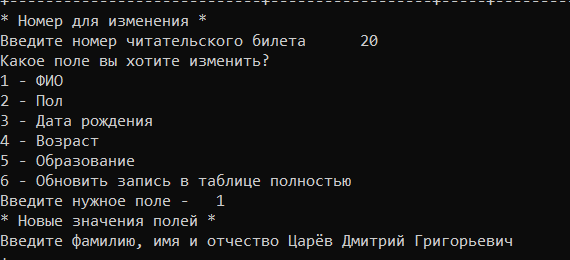 * Номер для изменения *
Введите номер читательского билета      20
Какое поле вы хотите изменить?
1 - ФИО
2 - Пол
3 - Дата рождения
4 - Возраст
5 - Образование
6 - Обновить запись в таблице полностью
Введите нужное поле -   1
* Новые значения полей *
Введите фамилию, имя и отчество Царёв Дмитрий Григорьевич